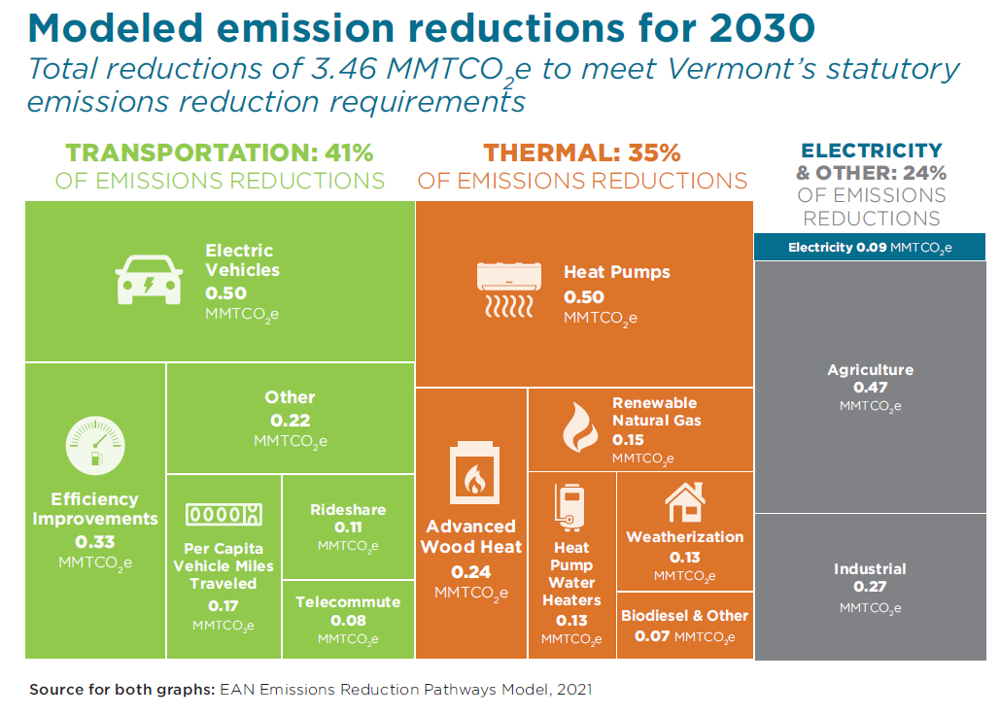 Modeled emission reductions for 2030
Total reductions of 3.46 MMTCO₂e to meet Vermont's statutory
emissions reduction requirements
TRANSPORTATION: 41%
OF EMISSIONS REDUCTIONS
THERMAL: 35%
OF EMISSIONS REDUCTIONS
ELECTRICITY
& OTHER: 24%
OF EMISSIONS
REDUCTIONS
Electric
Vehicles
0.50
MMTCO₂e
Efficiency
Improvements
0.33
MMTCO₂e
Other
0.22
MMTCO₂e
Per Capita
Vehicle Miles
Traveled
0.17
MMTCO₂e
Rideshare
0.11
MMTCO₂e
Telecommute
0.08
MMTCO₂e
Heat Pumps
0.50
MMTCO₂e
Advanced
Wood Heat
0.24
MMTCO₂e
Renewable
Natural Gas
0.15
MMTCO₂e
Heat
Pump
Water
Heaters
0.13
MMTCO₂e
Weatherization
0.13
MMTCO₂e
Biodiesel & Other
0.07 MMTCO₂e
Electricity 0.09 MMTCO₂e
Agriculture
0.47
MMTCO₂e
Industrial
0.27
MMTCO₂e
Source for both graphs: EAN Emissions Reduction Pathways Model, 2021